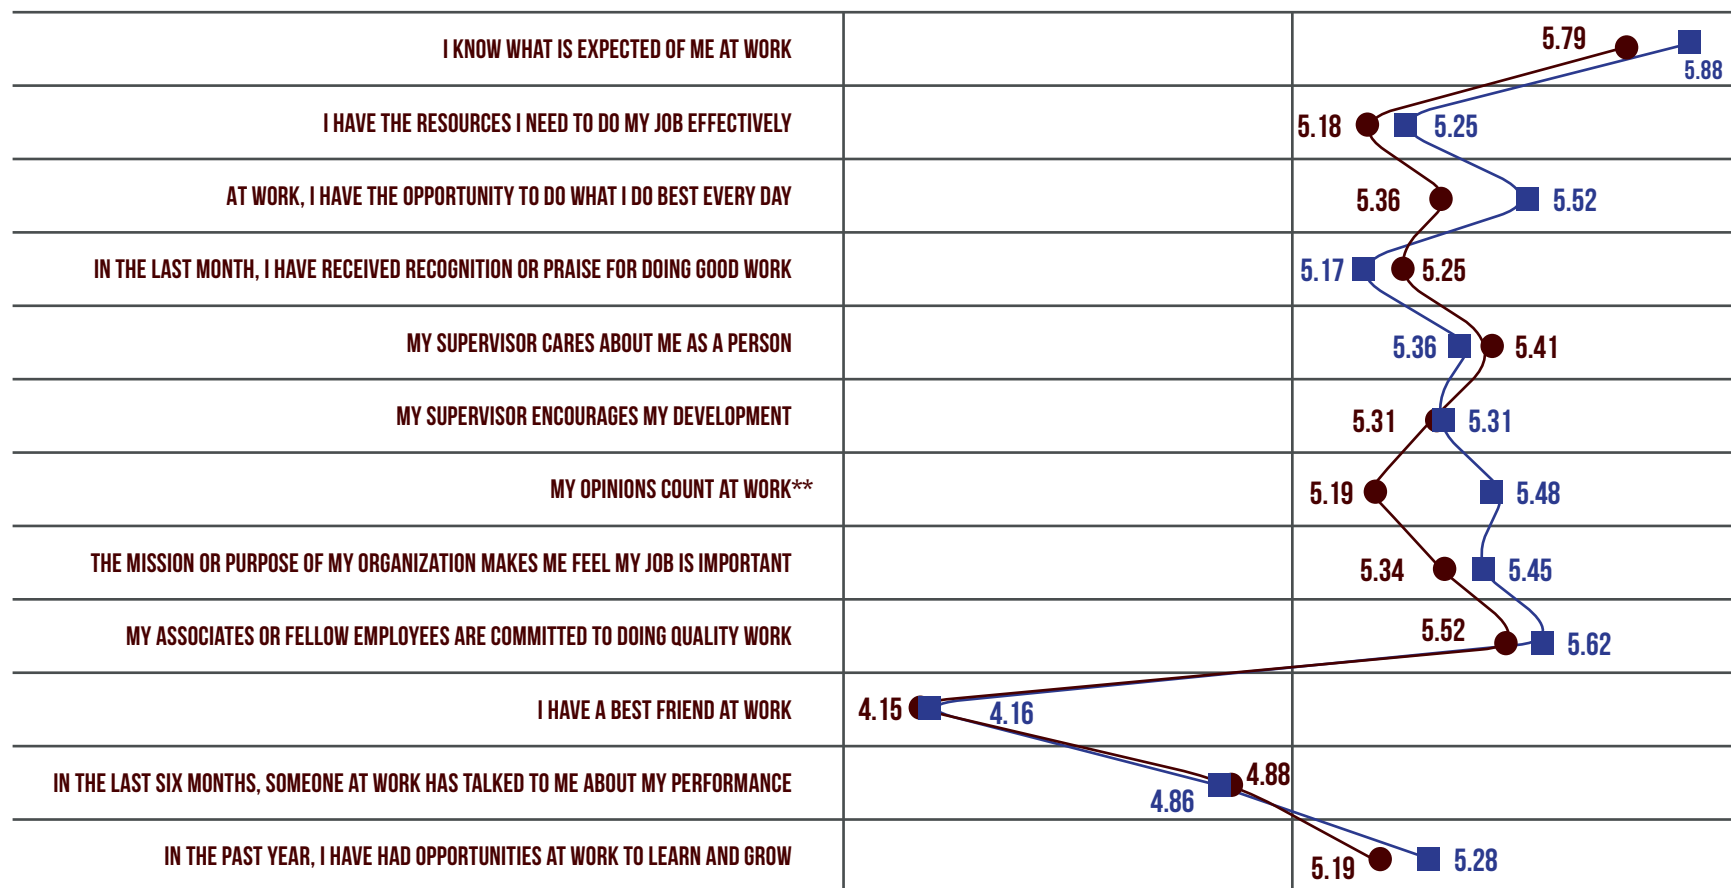 I KNOW WHAT IS EXPECTED OF ME AT WORK
5.79
5.88
I HAVE THE RESOURCES I NEED TO DO MY JOB EFFECTIVELY
5.18
5.25
AT WORK, I HAVE THE OPPORTUNITY TO DO WHAT I DO BEST EVERY DAY
5.36
5.52
IN THE LAST MONTH, I HAVE RECEIVED RECOGNITION OR PRAISE FOR DOING GOOD WORK
5.17
5.25
MY SUPERVISOR CARES ABOUT ME AS A PERSON
5.36
5.41
MY SUPERVISOR ENCOURAGES MY DEVELOPMENT
5.31
5.31
MY OPINIONS COUNT AT WORK**
5.19
5.48
THE MISSION OR PURPOSE OF MY ORGANIZATION MAKES ME FEEL MY JOB IS IMPORTANT
5.34
5.45
MY ASSOCIATES OR FELLOW EMPLOYEES ARE COMMITTED TO DOING QUALITY WORK
5.52
5.62
I HAVE A BEST FRIEND AT WORK
4.15
4.16
IN THE LAST SIX MONTHS, SOMEONE AT WORK HAS TALKED TO ME ABOUT MY PERFORMANCE
4.86
4.88
IN THE PAST YEAR, I HAVE HAD OPPORTUNITIES AT WORK TO LEARN AND GROW
5.19
5.28